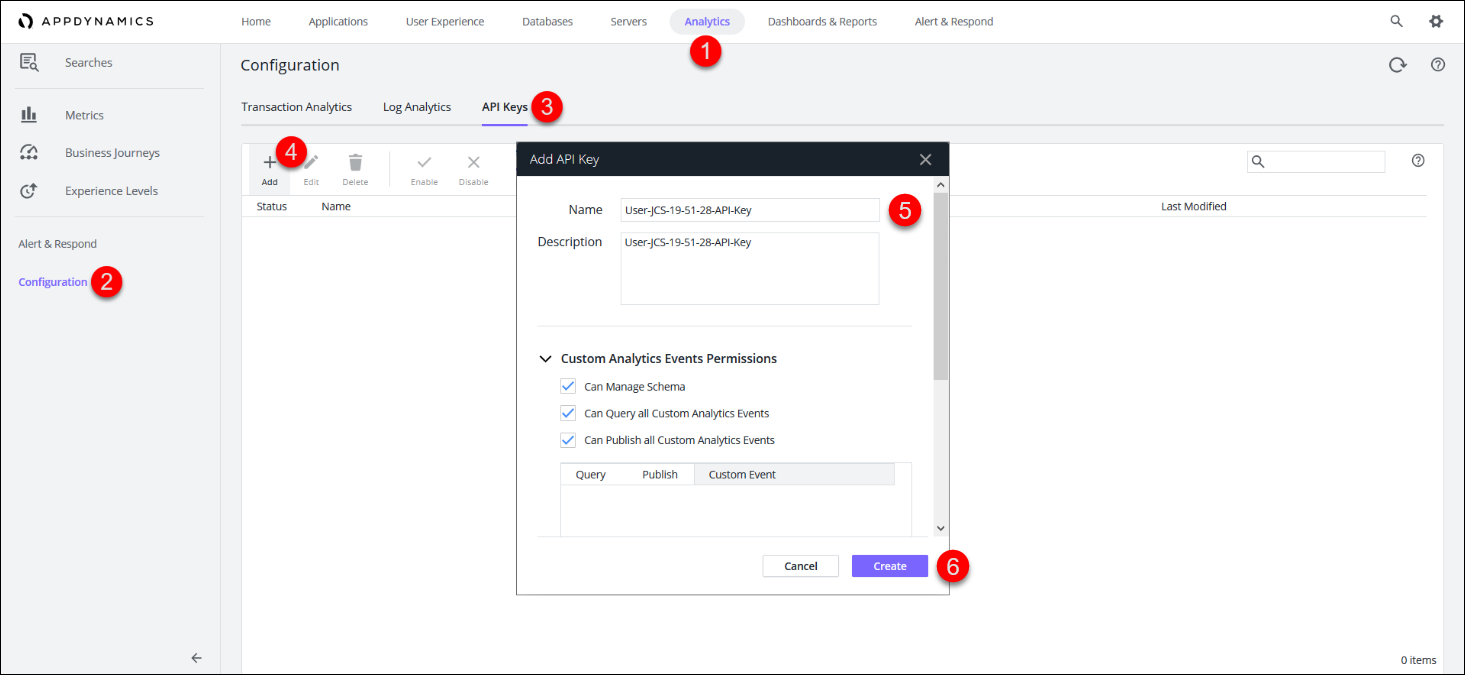 APPDYNAMICS Home Applications User Experience Databases Servers Analytics Dashboards & Reports Alert & Respond
1
Searches
Metrics
Business Journeys
Experience Levels
Alert & Respond
Configuration 2
Configuration
Transaction Analytics Log Analytics API Keys 3
4
Add Edit Delete Enable Disable
Status Name Last Modified
Add API Key
Name User-JCS-19-51-28-API-Key 5
Description User-JCS-19-51-28-API-Key
Custom Analytics Events Permissions
Can Manage Schema
Can Query all Custom Analytics Events
Can Publish all Custom Analytics Events
Query Publish Custom Event
Cancel Create 6
0 items